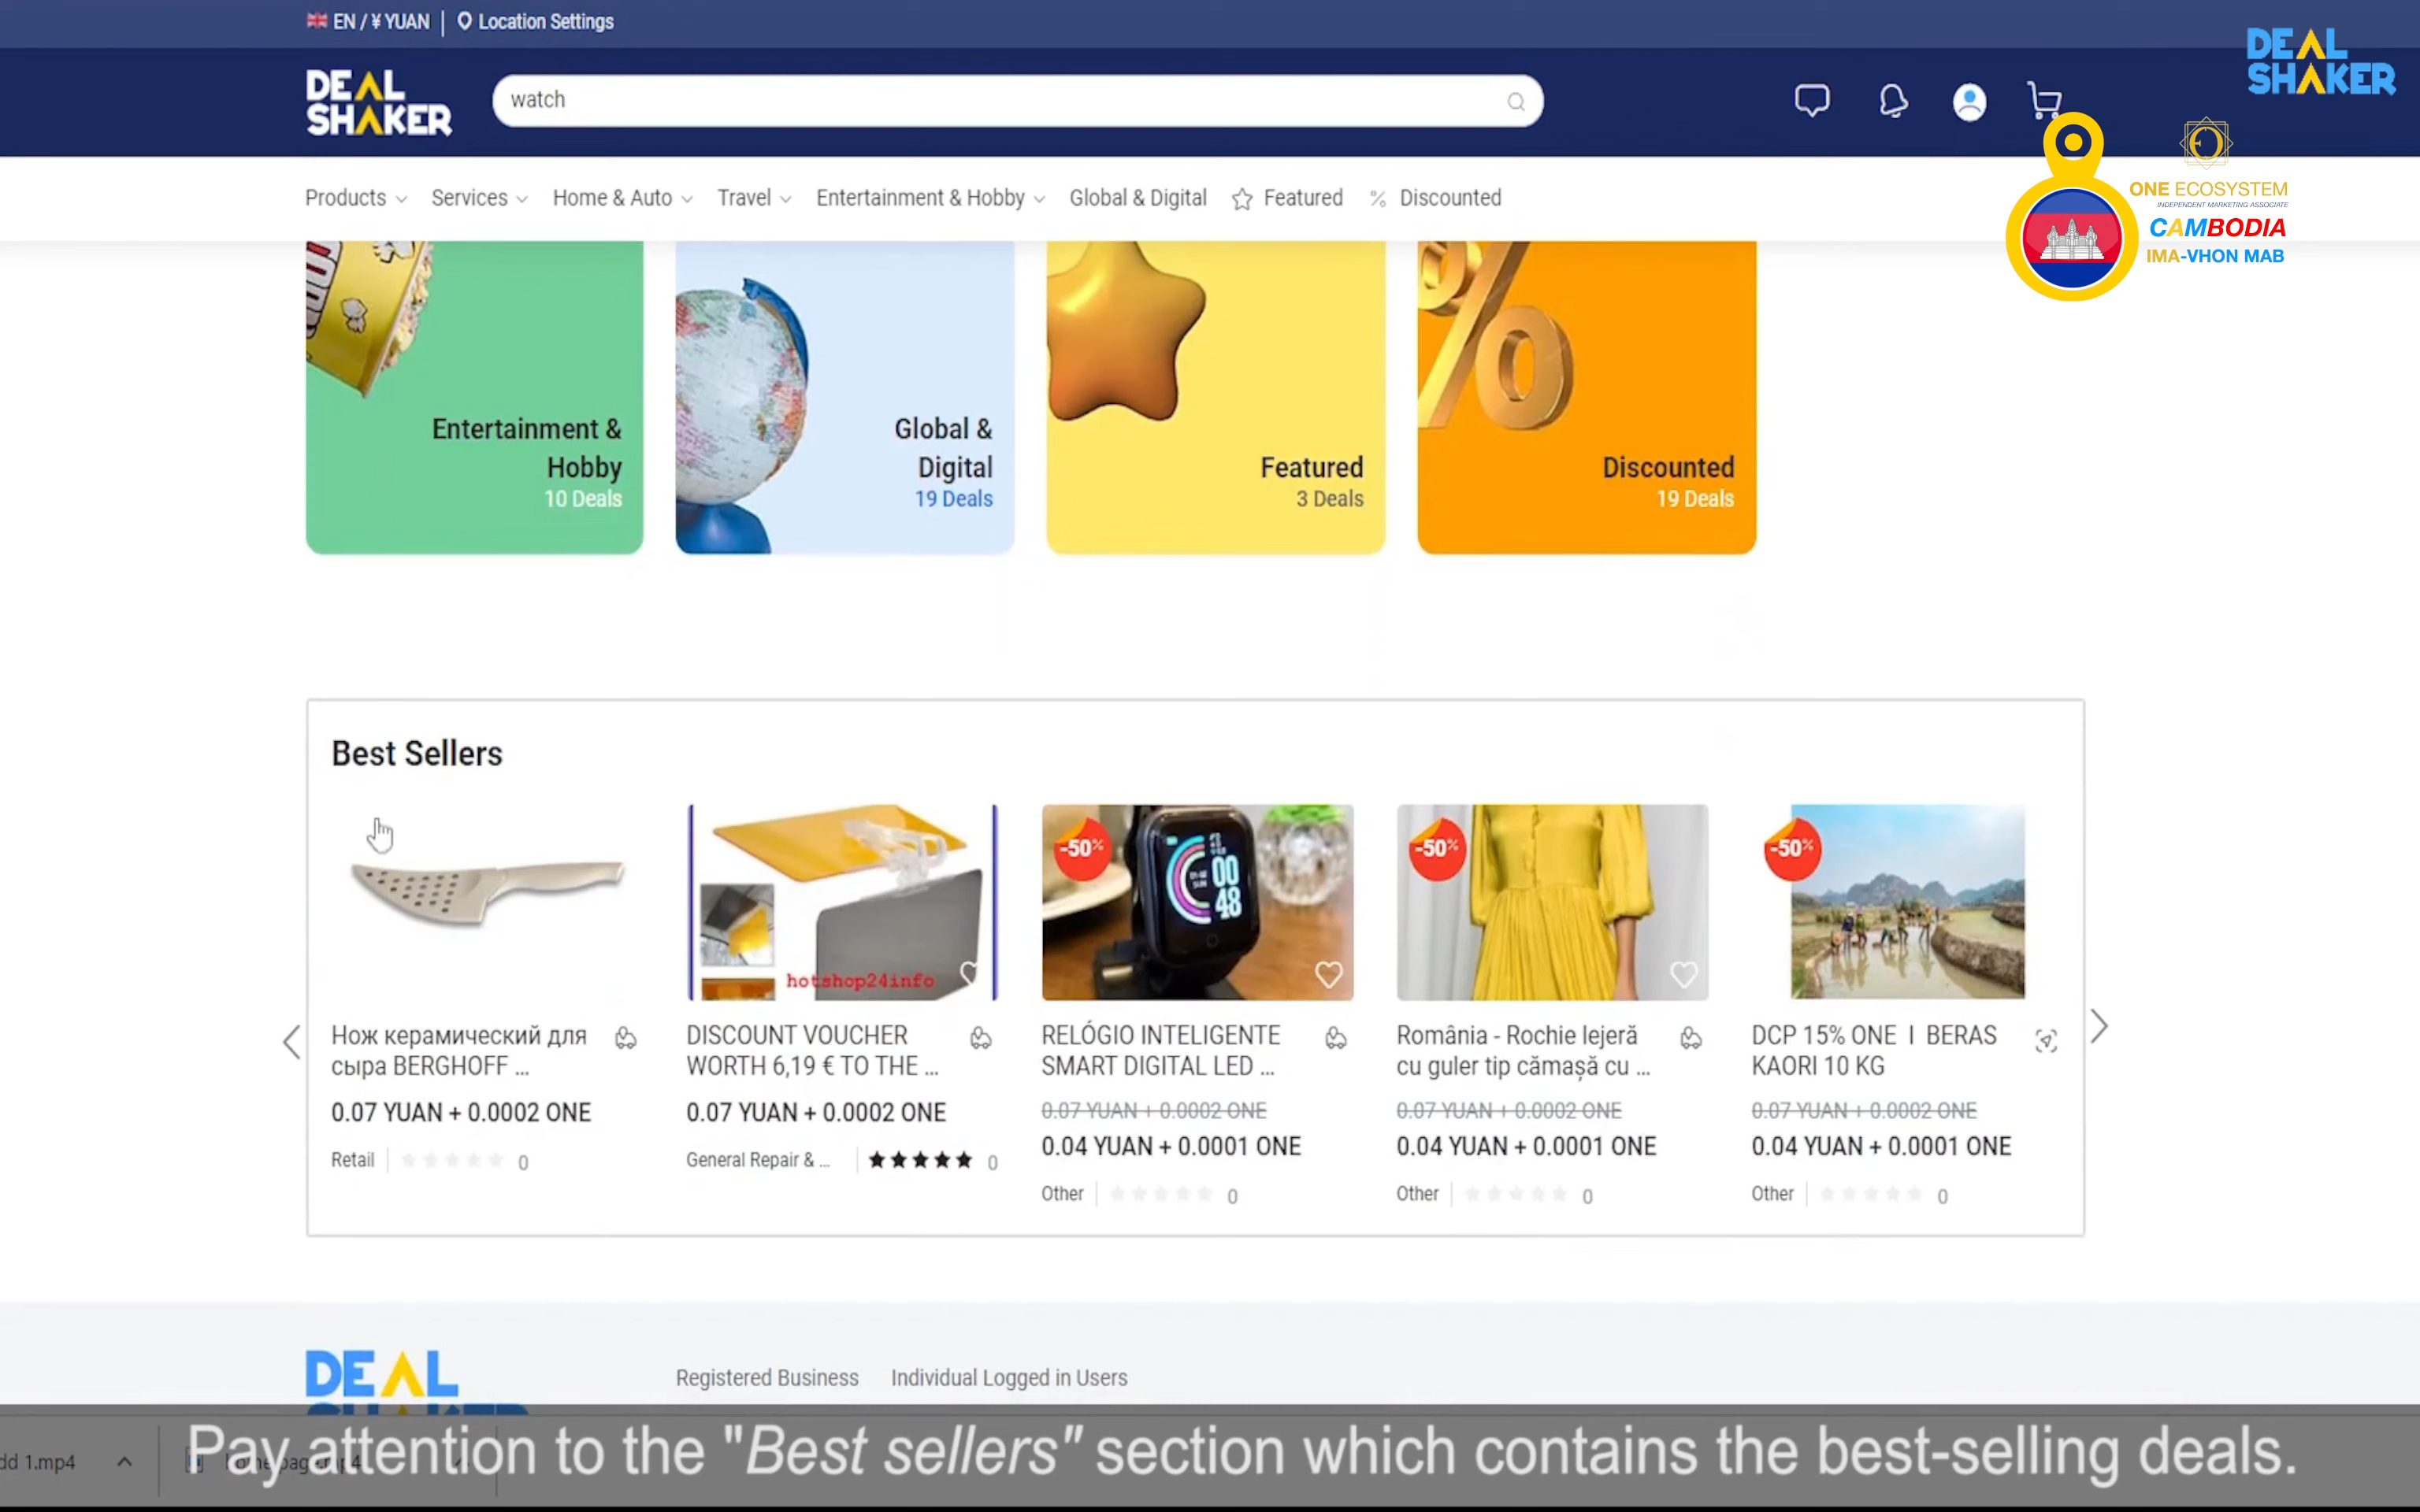 EN / ¥ YUAN | Location Settings
DEAL
SHAKER
watch
DEAL
SHAKER
ONE ECOSYSTEM
INDEPENDENT MARKETING ASSOCIATE
CAMBODIA
IMA-VHON MAB
Products Services Home & Auto Travel Entertainment & Hobby Global & Digital Featured % Discounted
Entertainment &
Hobby
10 Deals
Global &
Digital
19 Deals
Featured
3 Deals
Discounted
19 Deals
Best Sellers
hotshop24info
-50%
00
48
-50%
-50%
Нож керамический для
сыра BERGHOFF ...
0.07 YUAN + 0.0002 ONE
Retail 0
DISCOUNT VOUCHER
WORTH 6,19 € TO THE ...
0.07 YUAN + 0.0002 ONE
General Repair & ... 0
RELÓGIO INTELIGENTE
SMART DIGITAL LED ...
0.07 YUAN + 0.0002 ONE
0.04 YUAN + 0.0001 ONE
Other 0
România - Rochie lejeră
cu guler tip cămașă cu ...
0.07 YUAN + 0.0002 ONE
0.04 YUAN + 0.0001 ONE
Other 0
DCP 15% ONE I BERAS
KAORI 10 KG
0.07 YUAN + 0.0002 ONE
0.04 YUAN + 0.0001 ONE
Other 0
DEAL
Registered Business Individual Logged in Users
dd 1.mp4
Pay attention to the "Best sellers" section which contains the best-selling deals.